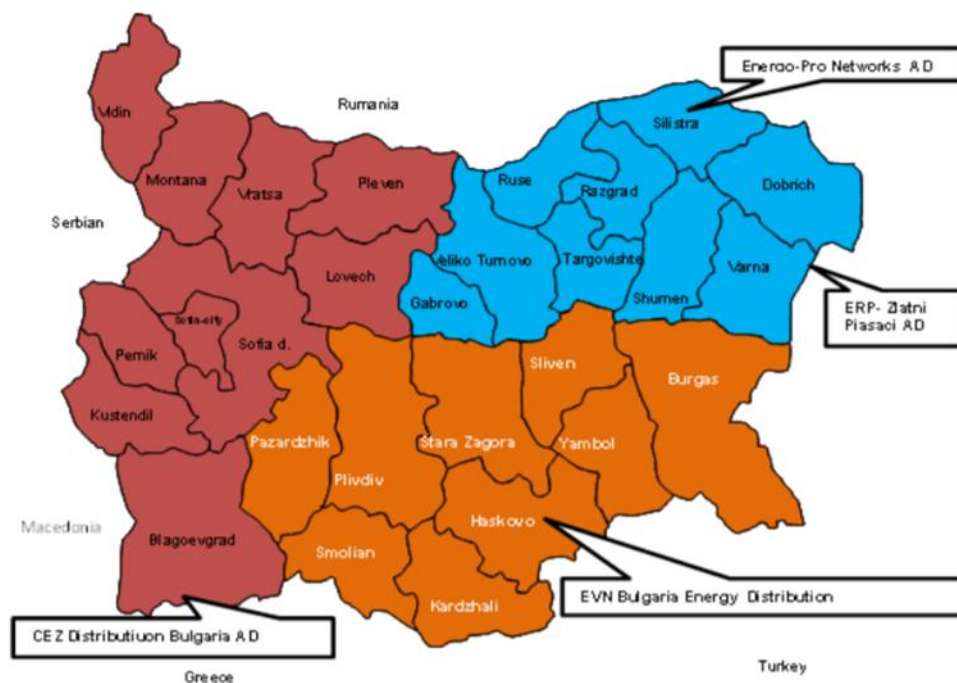 Energo-Pro Networks AD
Rumania
Vidin
Silistra
Montana
Vratsa
Pleven
Ruse
Razgrad
Dobrich
Serbian
Lovech
Veliko Turnovo
Targovishte
Varna
Gabrovo
Shumen
ERP- Zlatni
Piasaci AD
Sofia-city
Sofia d.
Pernik
Sliven
Burgas
Kustendil
Pazardzhik
Stara Zagora
Yambol
Plivdiv
Macedonia
Haskovo
Blagoevgrad
Smolian
Kardzhali
EVN Bulgaria Energy Distribution
CEZ Distributiuon Bulgaria AD
Greece
Turkey